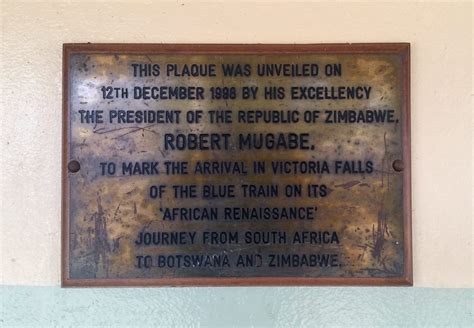 THIS PLAQUE WAS UNVEILED ON
12TH DECEMBER 1998 BY HIS EXCELLENCY
THE PRESIDENT OF THE REPUBLIC OF ZIMBABWE,
ROBERT MUGABE,
TO MARK THE ARRIVAL IN VICTORIA FALLS
OF THE BLUE TRAIN ON ITS
'AFRICAN RENAISSANCE'
JOURNEY FROM SOUTH AFRICA
TO BOTSWANA AND ZIMBABWE.